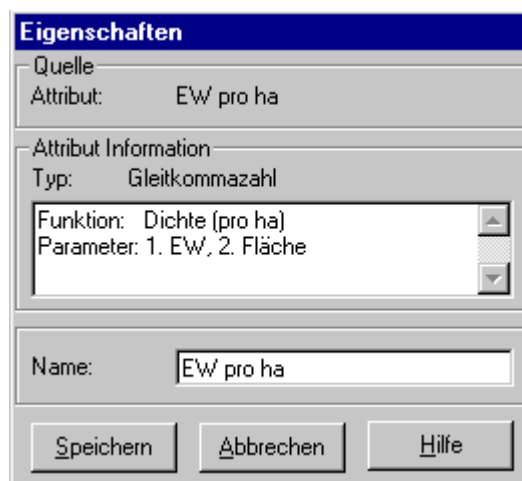 Eigenschaften
Quelle
Attribut: EW pro ha
Attribut Information
Typ: Gleitkommazahl
Funktion: Dichte (pro ha)
Parameter: 1. EW, 2. Fläche
Name: EW pro ha
Speichern Abbrechen Hilfe